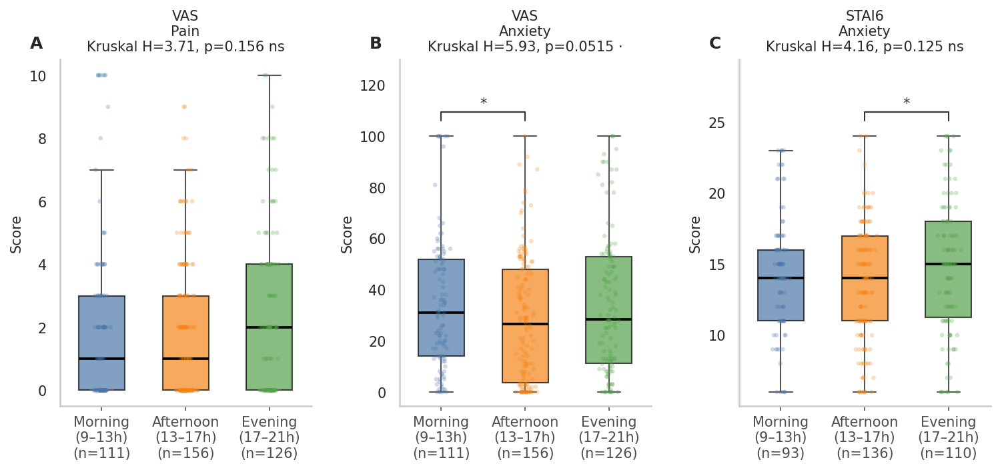 A
VAS
Pain
Kruskal H=3.71, p=0.156 ns
Score
10
8
6
4
2
0
Morning
(9–13h)
(n=111)
Afternoon
(13–17h)
(n=156)
Evening
(17–21h)
(n=126)
B
VAS
Anxiety
Kruskal H=5.93, p=0.0515 ·
Score
120
100
80
60
40
20
0
*
Morning
(9–13h)
(n=111)
Afternoon
(13–17h)
(n=156)
Evening
(17–21h)
(n=126)
C
STAI6
Anxiety
Kruskal H=4.16, p=0.125 ns
Score
25
20
15
10
*
Morning
(9–13h)
(n=93)
Afternoon
(13–17h)
(n=136)
Evening
(17–21h)
(n=110)